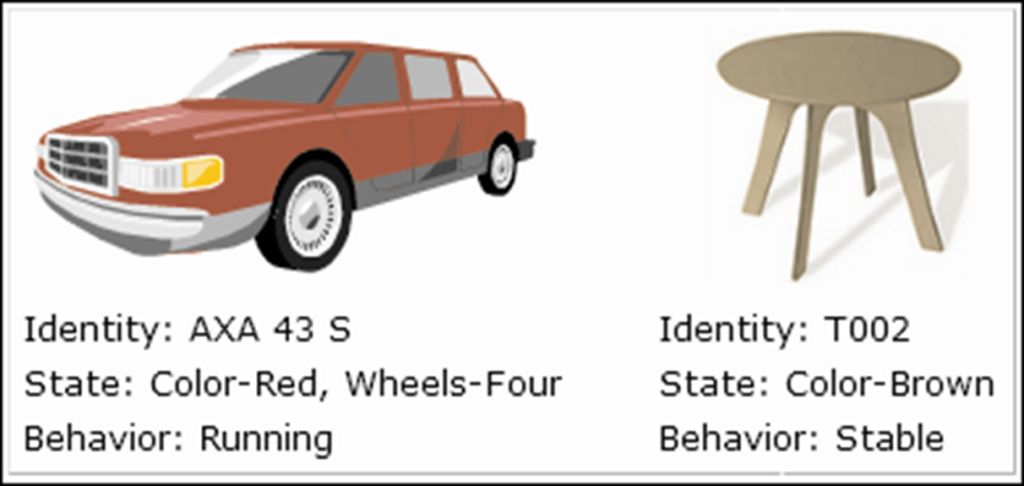 Identity: AXA 43 S
State: Color-Red, Wheels-Four
Behavior: Running
Identity: T002
State: Color-Brown
Behavior: Stable